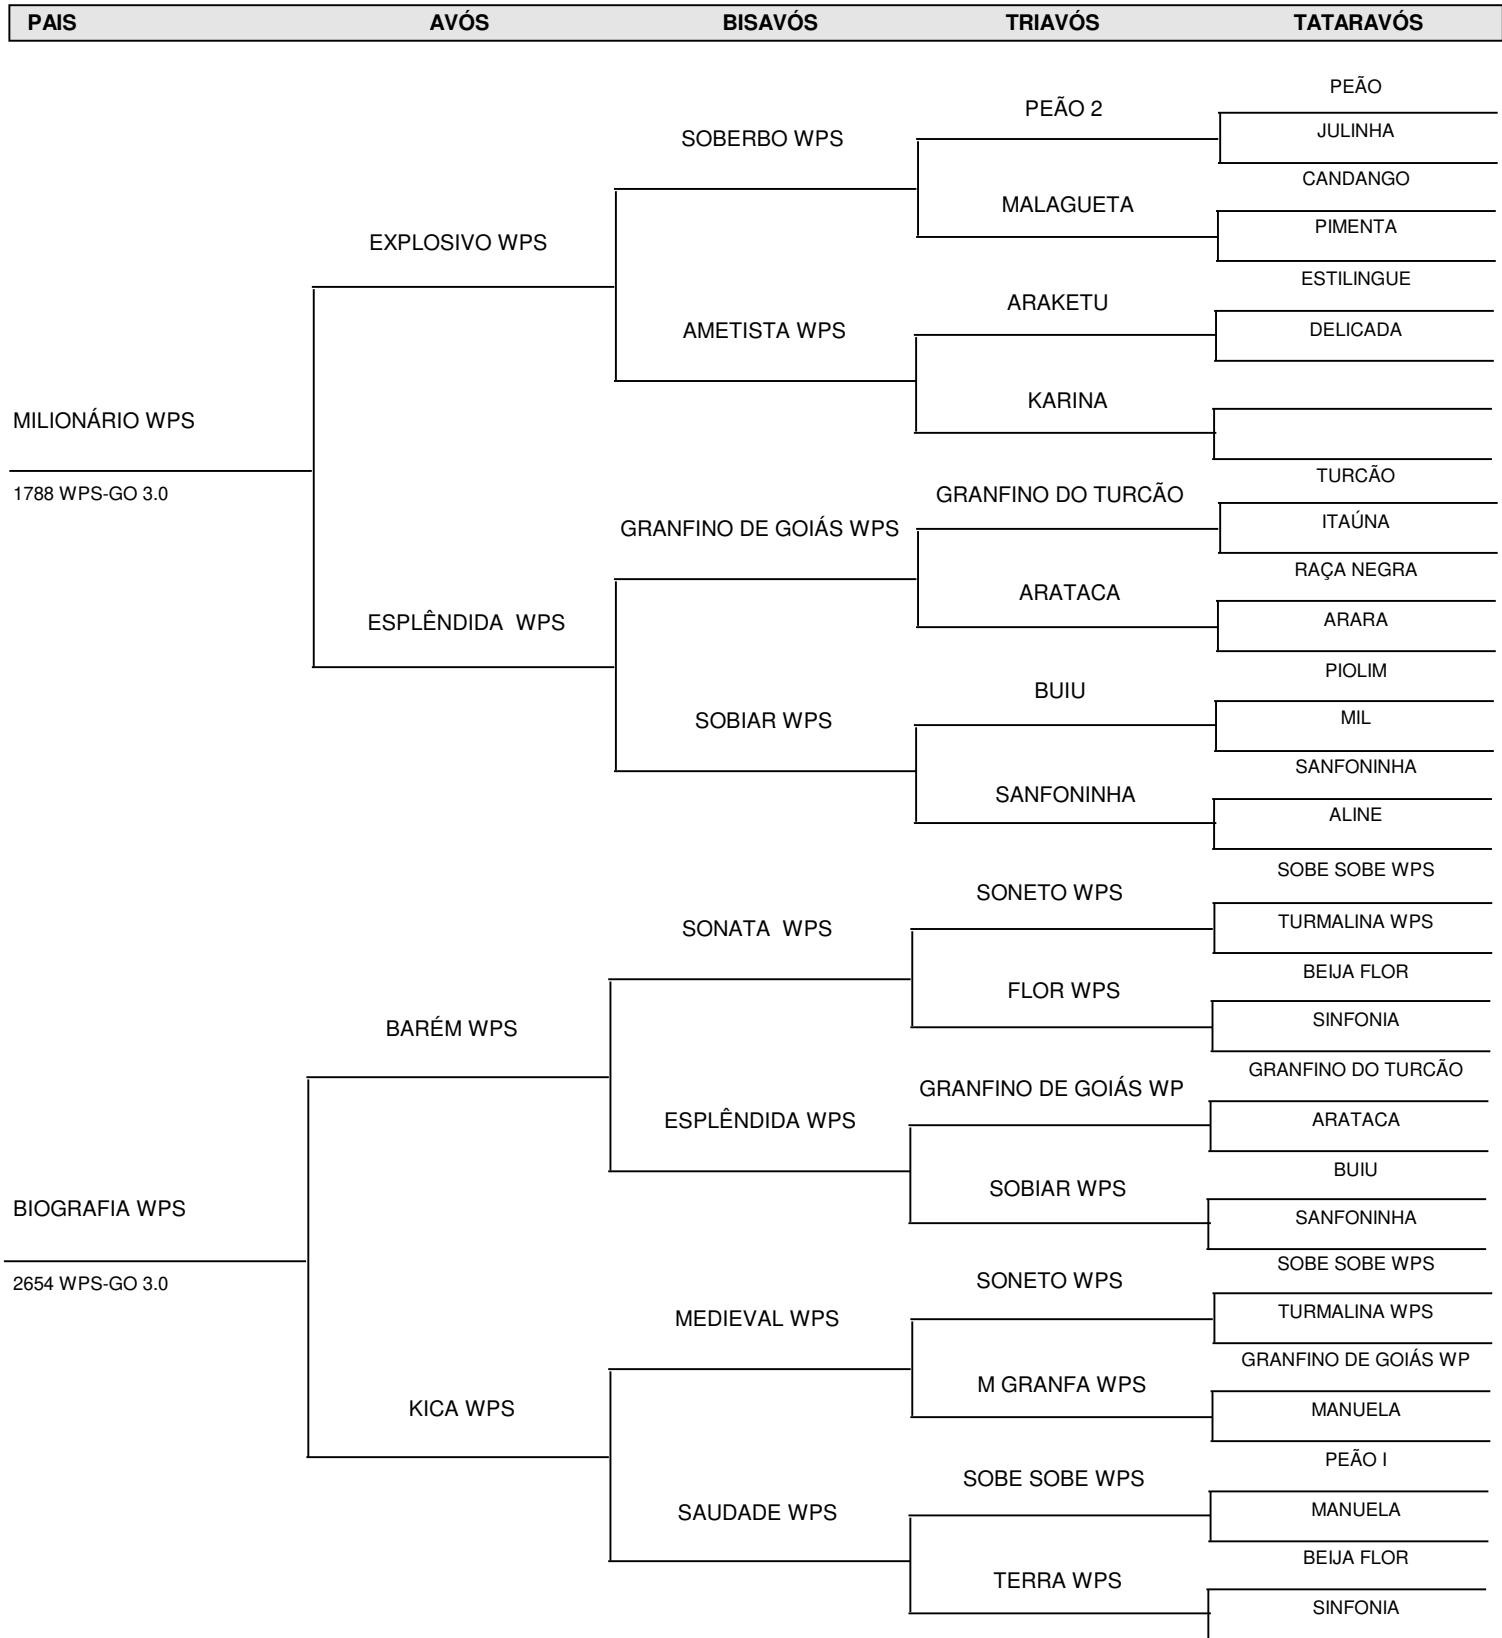 PAIS AVÓS BISAVÓS TRIAVÓS TATARAVÓS
PEÃO
PEÃO 2
JULINHA
SOBERBO WPS
CANDANGO
MALAGUETA
PIMENTA
EXPLOSIVO WPS
ESTILINGUE
ARAKETU
DELICADA
AMETISTA WPS
KARINA
MILIONÁRIO WPS
TURCÃO
1788 WPS-GO 3.0
GRANFINO DO TURCÃO
ITAÚNA
GRANFINO DE GOIÁS WPS
RAÇA NEGRA
ARATACA
ARARA
ESPLÊNDIDA WPS
PIOLIM
BUIU
MIL
SOBIAR WPS
SANFONINHA
SANFONINHA
ALINE
SOBE SOBE WPS
SONETO WPS
TURMALINA WPS
SONATA WPS
BEIJA FLOR
FLOR WPS
SINFONIA
BARÉM WPS
GRANFINO DO TURCÃO
GRANFINO DE GOIÁS WP
ARATACA
ESPLÊNDIDA WPS
BUIU
SOBIAR WPS
BIOGRAFIA WPS
SANFONINHA
SOBE SOBE WPS
2654 WPS-GO 3.0
SONETO WPS
TURMALINA WPS
MEDIEVAL WPS
GRANFINO DE GOIÁS WP
M GRANFA WPS
KICA WPS
MANUELA
PEÃO I
SOBE SOBE WPS
MANUELA
SAUDADE WPS
BEIJA FLOR
TERRA WPS
SINFONIA